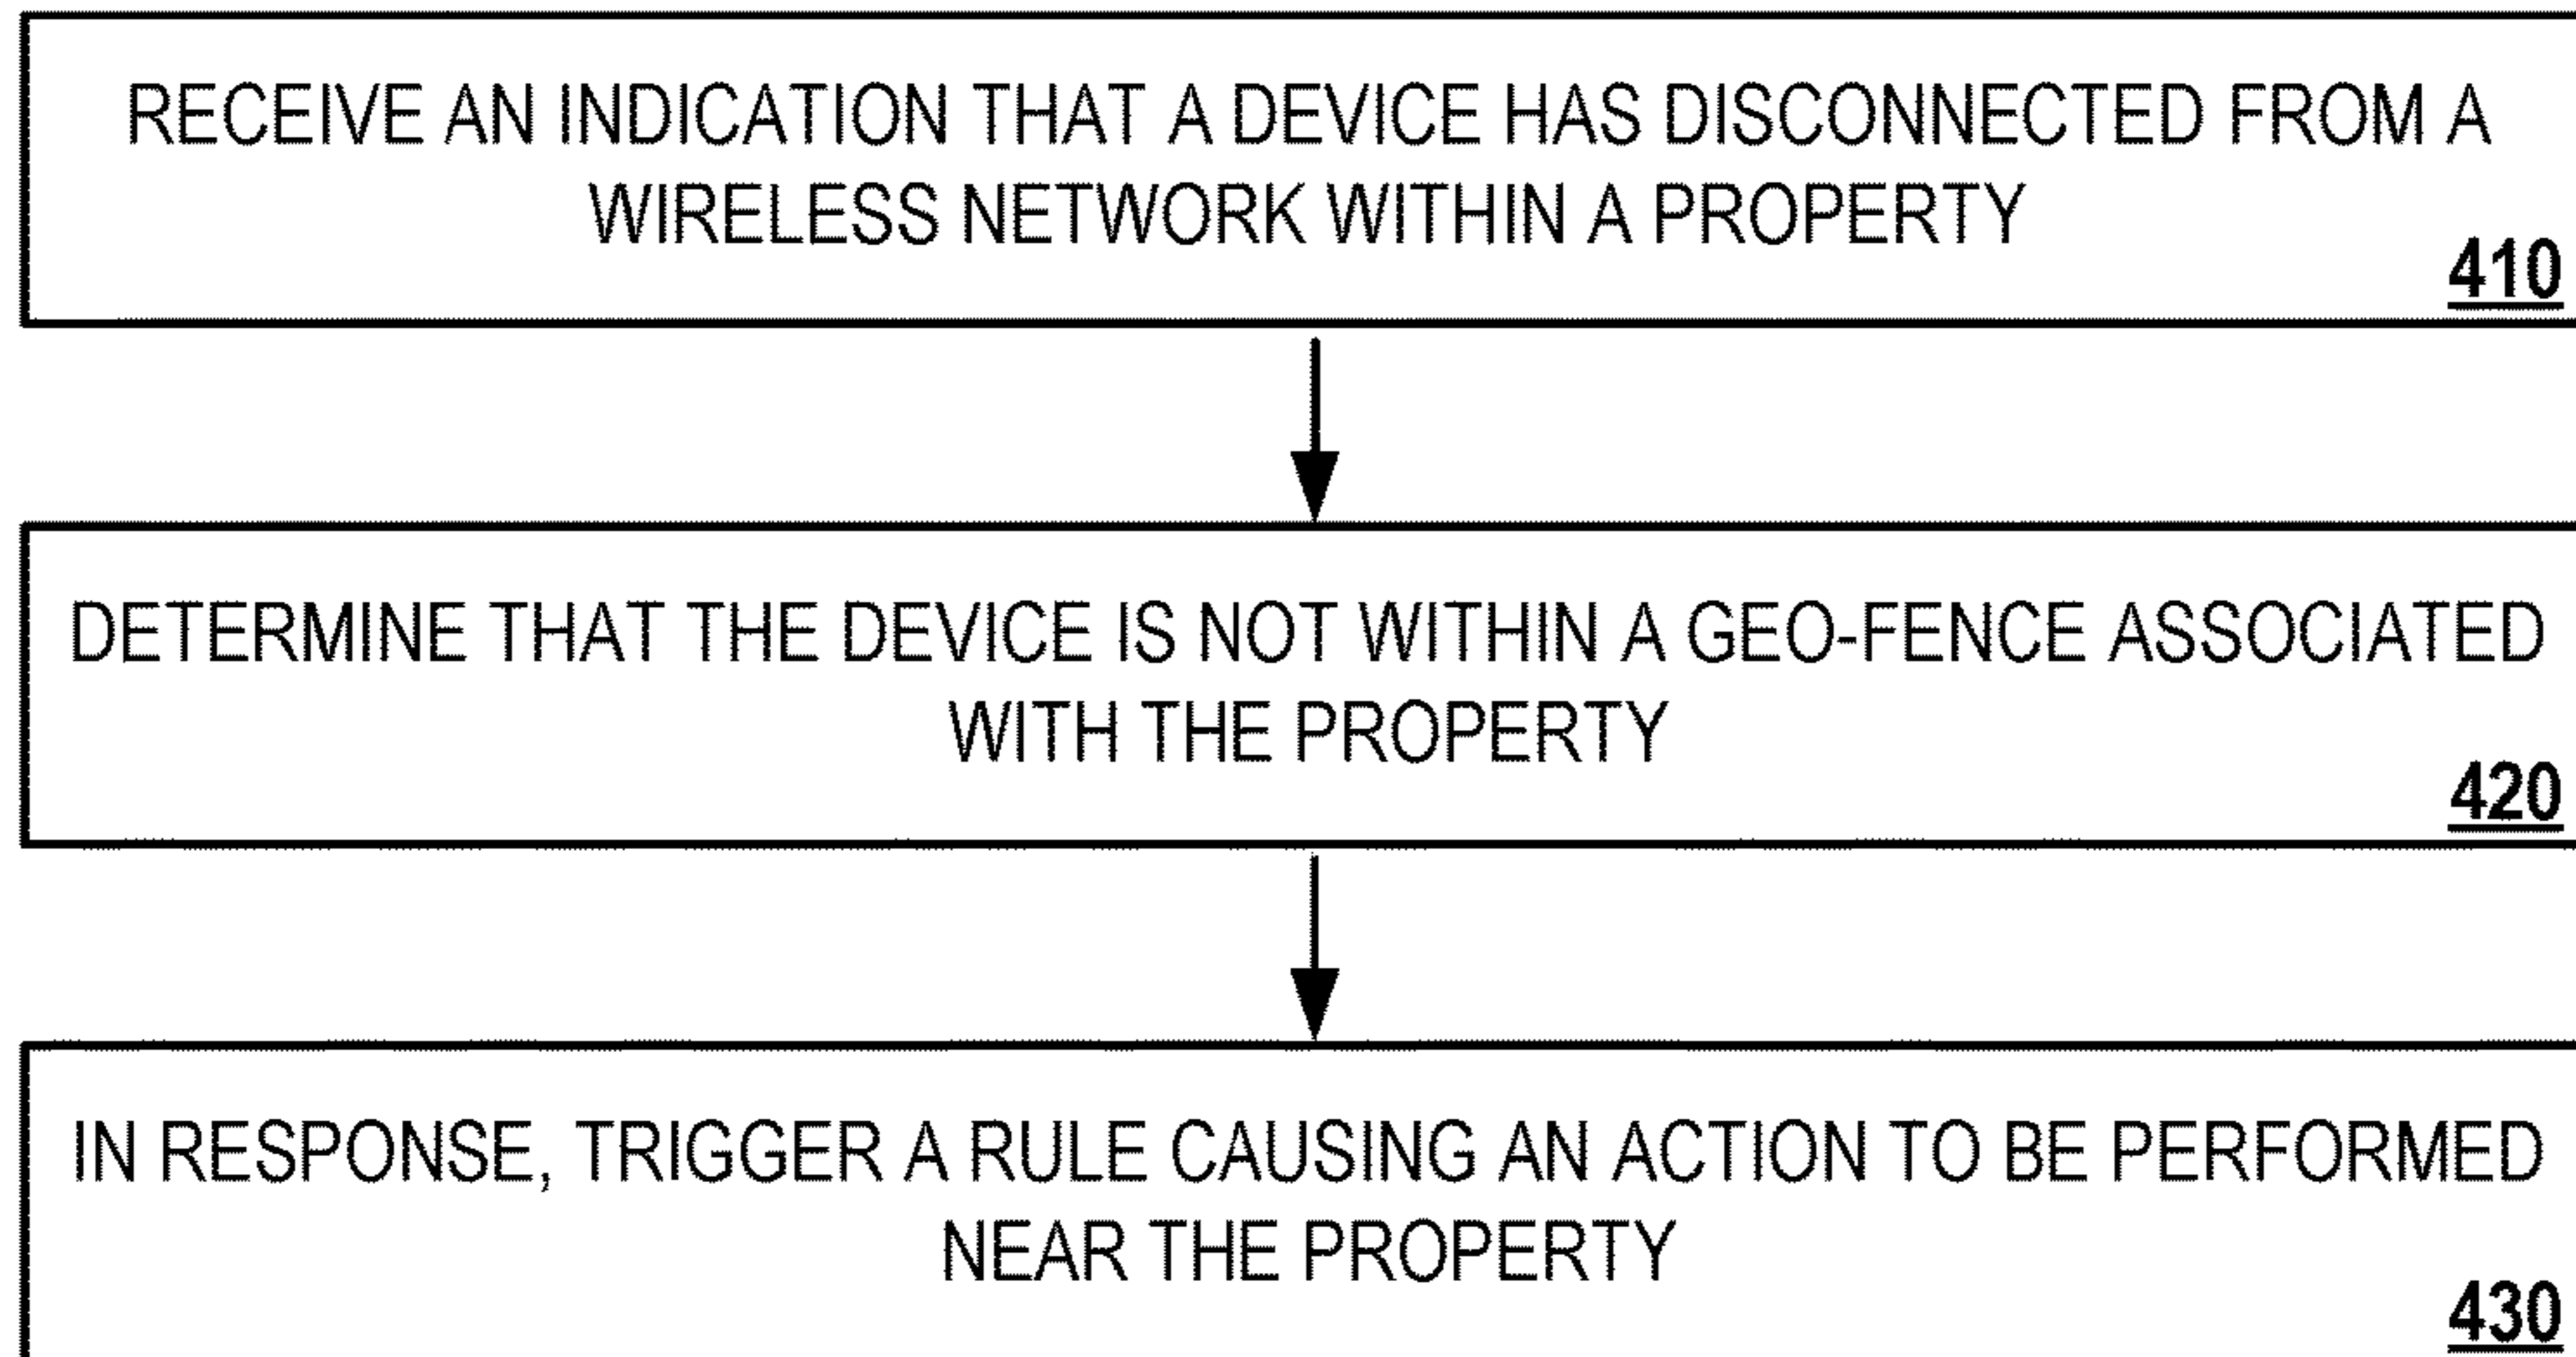 RECEIVE AN INDICATION THAT A DEVICE HAS DISCONNECTED FROM A
WIRELESS NETWORK WITHIN A PROPERTY
410
DETERMINE THAT THE DEVICE IS NOT WITHIN A GEO-FENCE ASSOCIATED
WITH THE PROPERTY
420
IN RESPONSE, TRIGGER A RULE CAUSING AN ACTION TO BE PERFORMED
NEAR THE PROPERTY
430